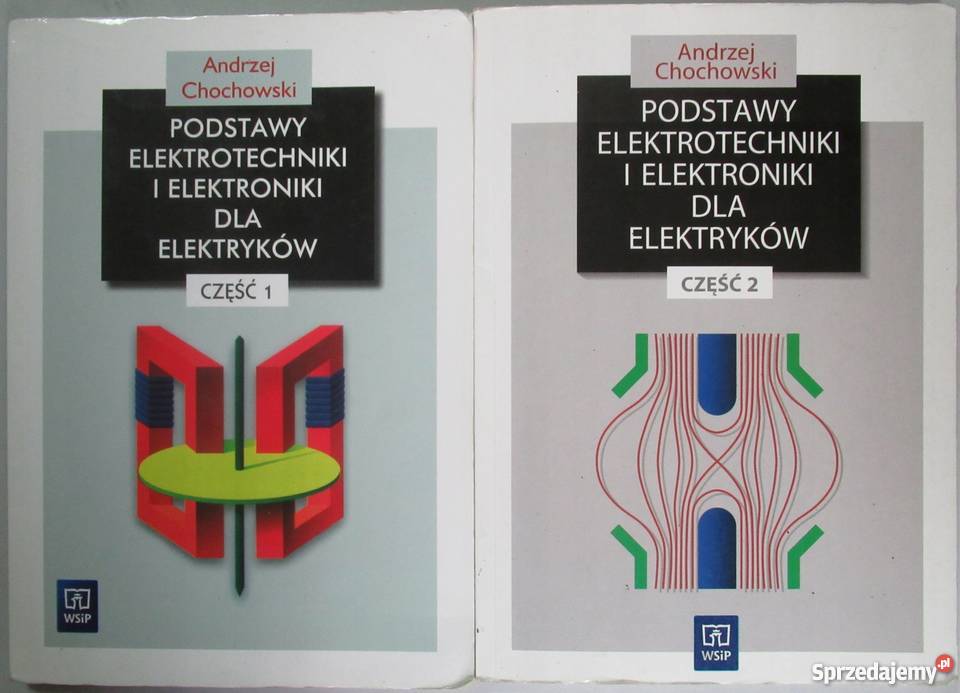 Andrzej
Chochowski
PODSTAWY
ELEKTROTECHNIKI
I ELEKTRONIKI
DLA
ELEKTRYKÓW
CZĘŚĆ 1
WSiP
Andrzej
Chochowski
PODSTAWY
ELEKTROTECHNIKI
I ELEKTRONIKI
DLA
ELEKTRYKÓW
CZĘŚĆ 2
WSiP
Sprzedajemy.pl